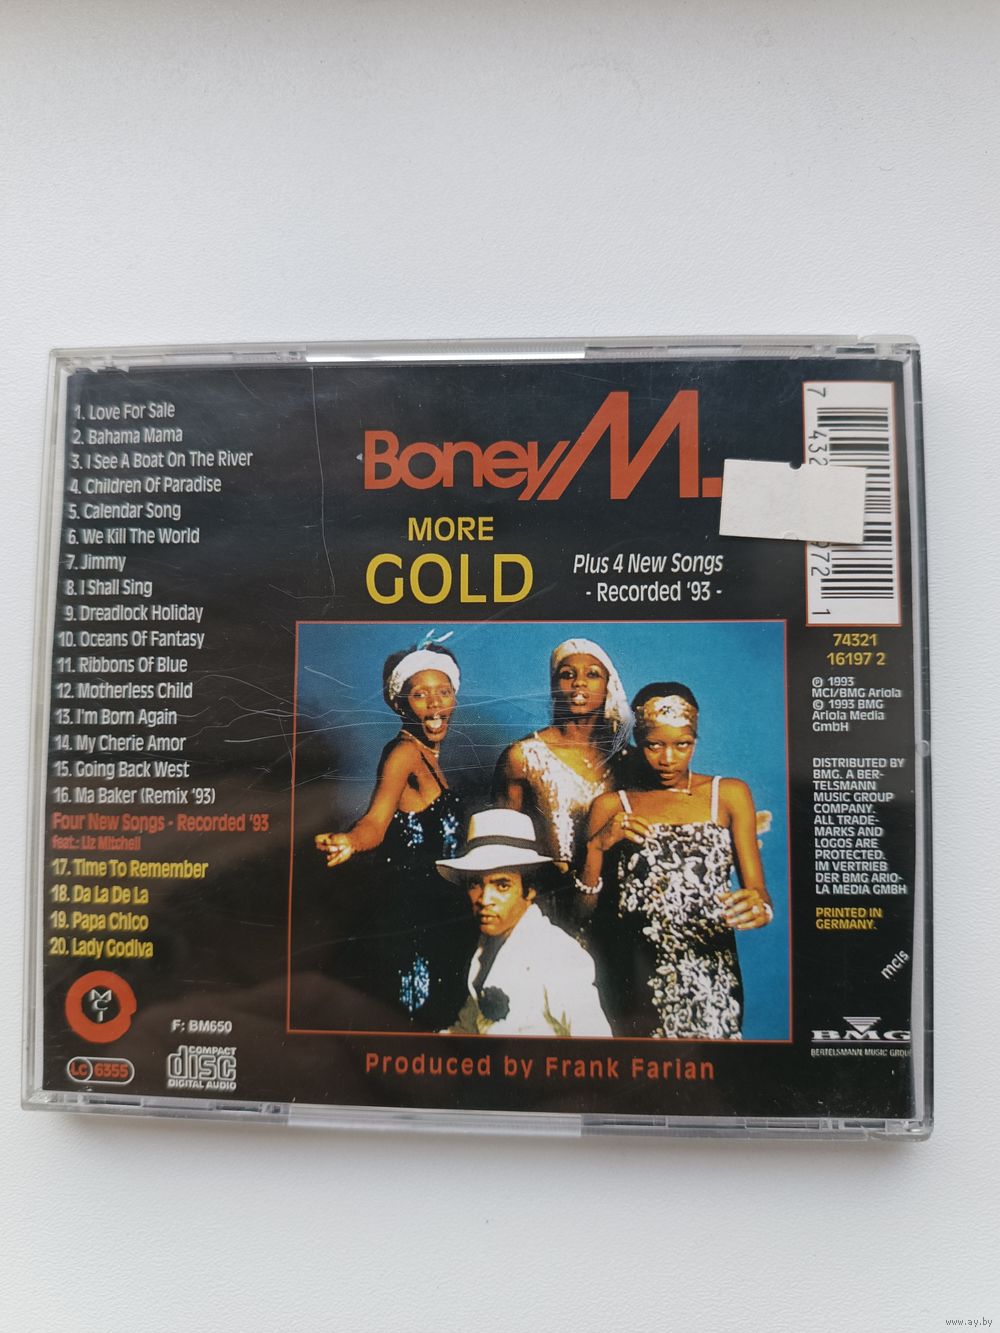 1. Love For Sale
2. Bahama Mama
3. I See A Boat On The River
4. Children Of Paradise
5. Calendar Song
6. We Kill The World
7. Jimmy
8. I Shall Sing
9. Dreadlock Holiday
10. Oceans Of Fantasy
11. Ribbons Of Blue
12. Motherless Child
13. I'm Born Again
14. My Cherie Amor
15. Going Back West
16. Ma Baker (Remix '93)
Four New Songs - Recorded '93
feat.: Liz Mitchell
17. Time To Remember
18. Da La De La
19. Papa Chico
20. Lady Godiva
MCI
LC 6355
F: BM650
COMPACT
disc
DIGITAL AUDIO
Boney M.
MORE
GOLD
Plus 4 New Songs
- Recorded '93 -
Produced by Frank Farian
7
1
74321
16197 2
℗ 1993
MCI/BMG Ariola
© 1993 BMG
Ariola Media
GmbH
DISTRIBUTED BY
BMG. A BER-
TELSMANN
MUSIC GROUP
COMPANY.
ALL TRADE-
MARKS AND
LOGOS ARE
PROTECTED.
IM VERTRIEB
DER BMG ARIO-
LA MEDIA GMBH
PRINTED IN
GERMANY.
mcis
BMG
BERTELSMANN MUSIC GROUP
www.ay.by